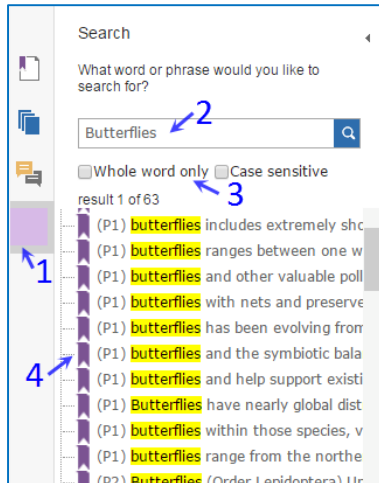 Search
What word or phrase would you like to
search for?
Butterflies
2
Whole word only Case sensitive
3
result 1 of 63
(P1) butterflies includes extremely sho
(P1) butterflies ranges between one w
1
(P1) butterflies and other valuable poll
(P1) butterflies with nets and preserve
(P1) butterflies has been evolving from
(P1) butterflies and the symbiotic bala
4
(P1) butterflies and help support existi
(P1) Butterflies have nearly global dist
(P1) butterflies within those species, v
(P1) butterflies range from the northe
(P2) Butterflies (Order Lepidoptera) Ur